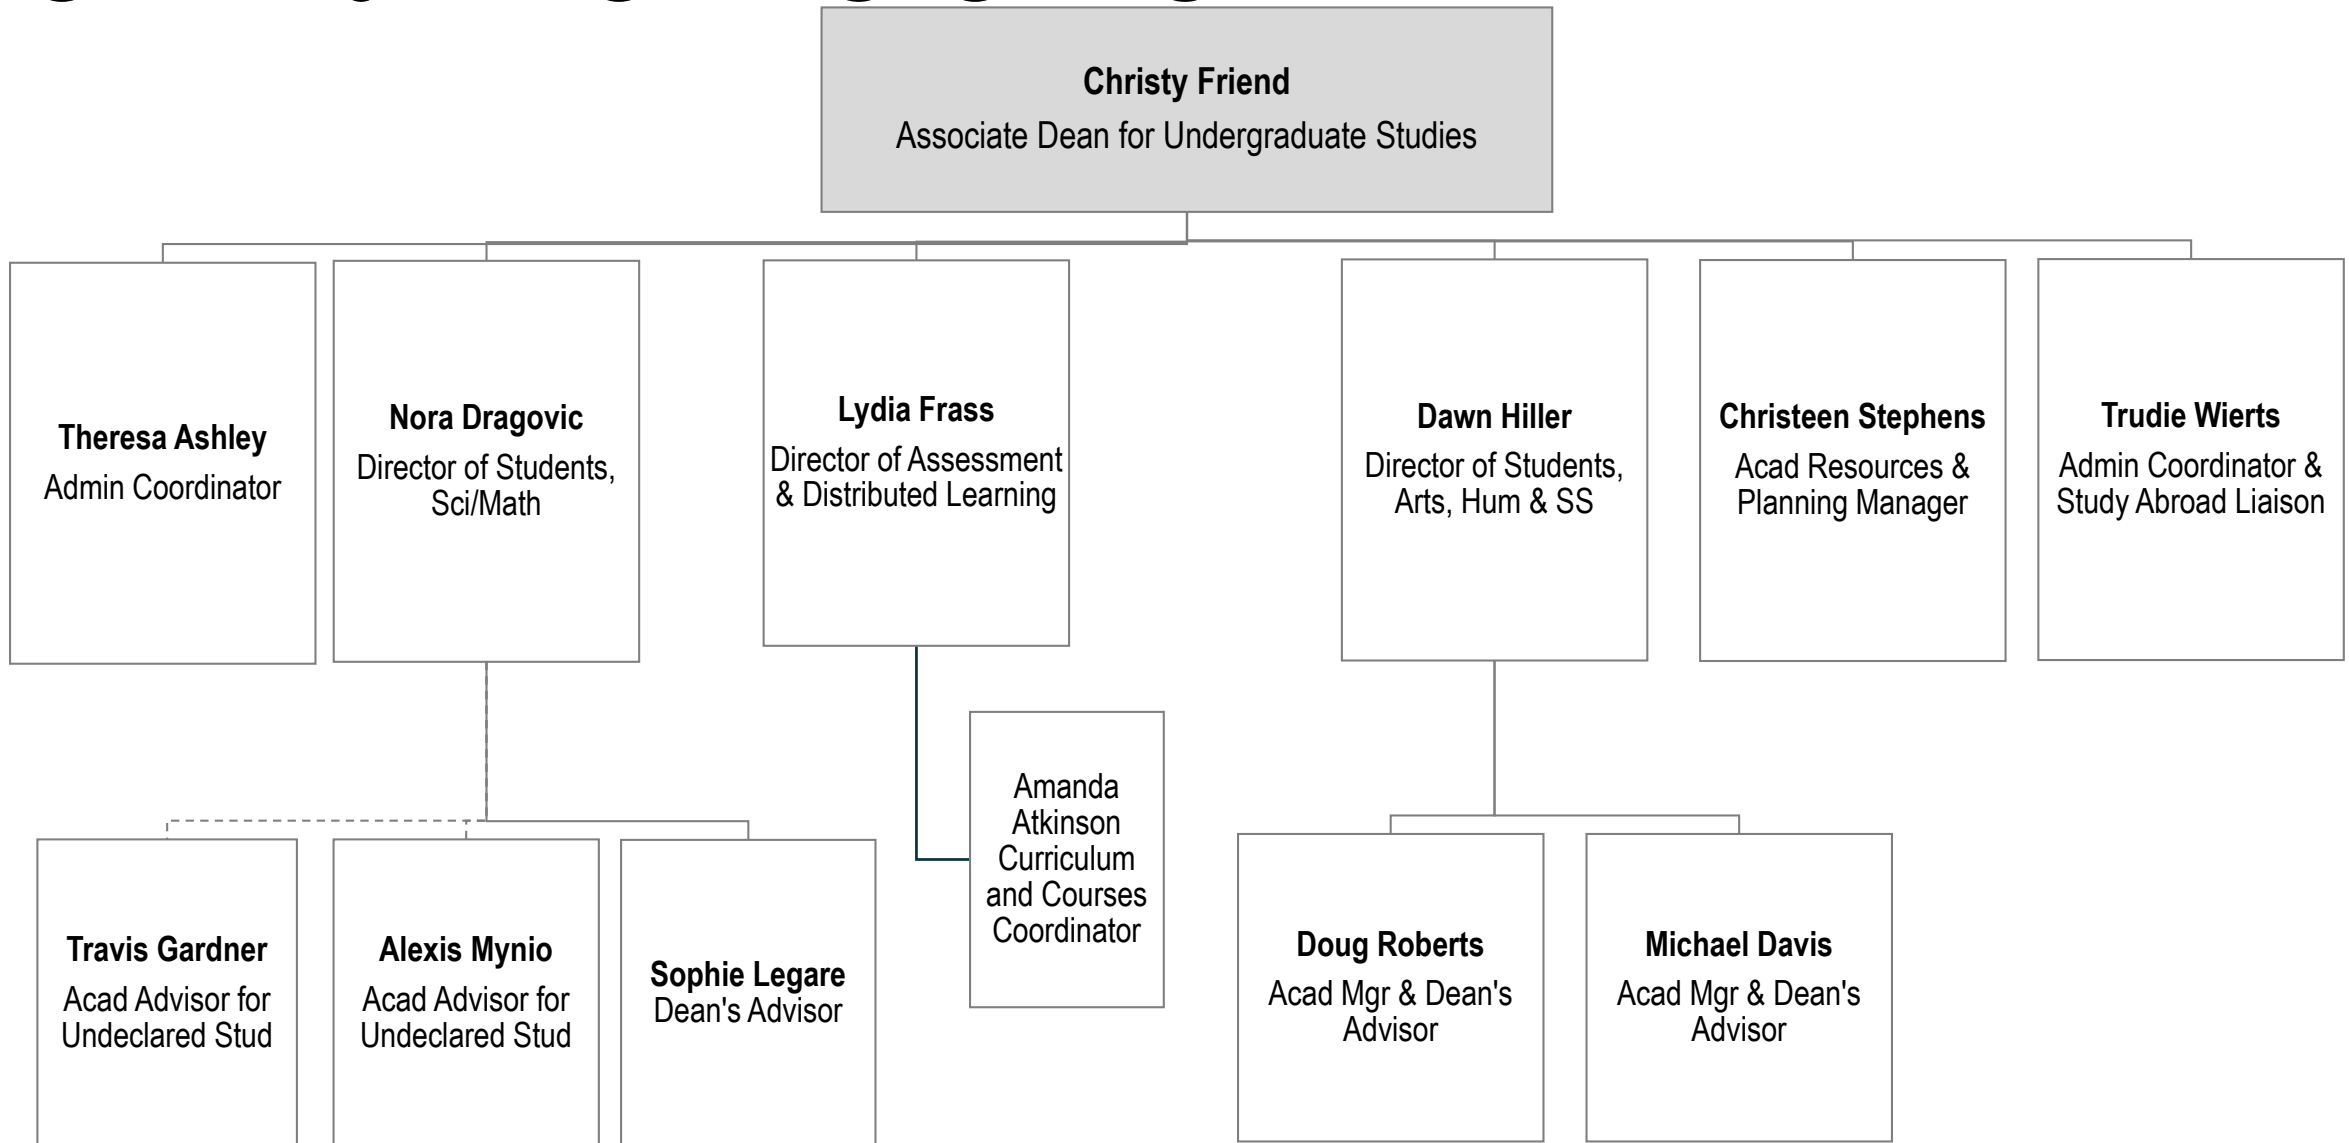 Christy Friend
Associate Dean for Undergraduate Studies
Theresa Ashley
Admin Coordinator
Nora Dragovic
Director of Students,
Sci/Math
Lydia Frass
Director of Assessment
& Distributed Learning
Dawn Hiller
Director of Students,
Arts, Hum & SS
Christeen Stephens
Acad Resources &
Planning Manager
Trudie Wierts
Admin Coordinator &
Study Abroad Liaison
Travis Gardner
Acad Advisor for
Undeclared Stud
Alexis Mynio
Acad Advisor for
Undeclared Stud
Sophie Legare
Dean's Advisor
Amanda
Atkinson
Curriculum
and Courses
Coordinator
Doug Roberts
Acad Mgr & Dean's
Advisor
Michael Davis
Acad Mgr & Dean's
Advisor